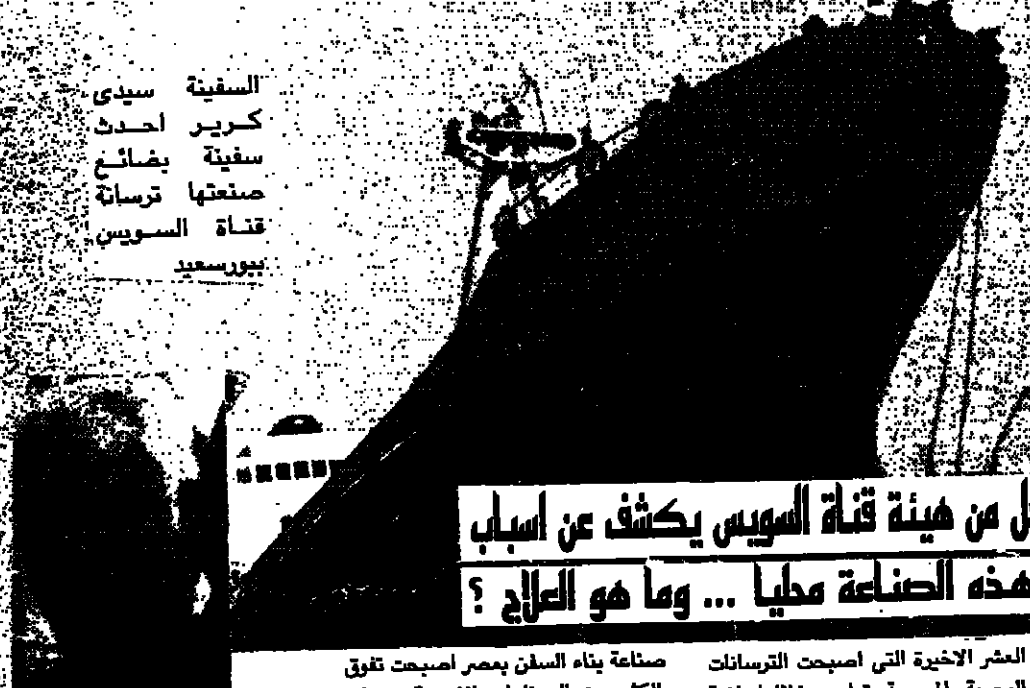 السفينة سيدى
كرير أحدث
سفينة بضائع
صنعتها ترسانة
قناة السويس
ببورسعيد
من هيئة قناة السويس يكشف عن اسباب
هذه الصناعة محليا ... وما هو العلاج ؟
العشر الاخيرة التى اصبحت الترسانات
صناعة بناء السفن بمصر اصبحت تفوق